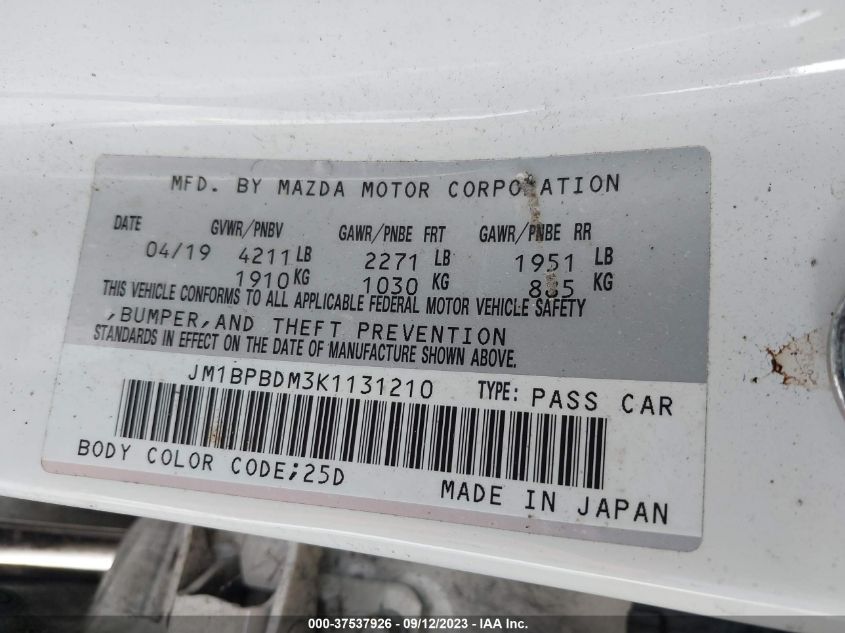 MFD. BY MAZDA MOTOR CORPORATION
DATE GVWR/PNBV GAWR/PNBE FRT GAWR/PNBE RR
04/19 4211 LB 2271 LB 1951 LB
1910 KG 1030 KG 885 KG
THIS VEHICLE CONFORMS TO ALL APPLICABLE FEDERAL MOTOR VEHICLE SAFETY
,BUMPER,AND THEFT PREVENTION
STANDARDS IN EFFECT ON THE DATE OF MANUFACTURE SHOWN ABOVE.
JM1BPBDM3K1131210 TYPE: PASS CAR
BODY COLOR CODE;25D
MADE IN JAPAN
000-37537926 - 09/12/2023 - IAA Inc.